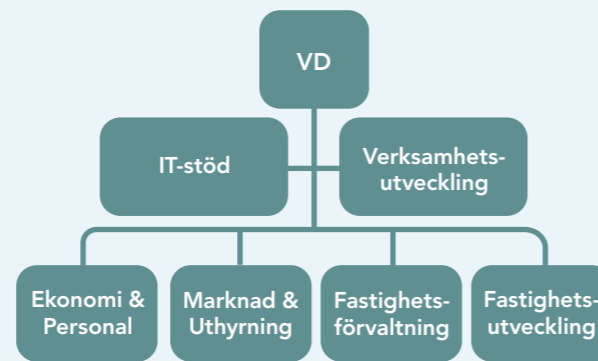 VD
IT-stöd
Verksamhets-
utveckling
Ekonomi &
Personal
Marknad &
Uthyrning
Fastighets-
förvaltning
Fastighets-
utveckling